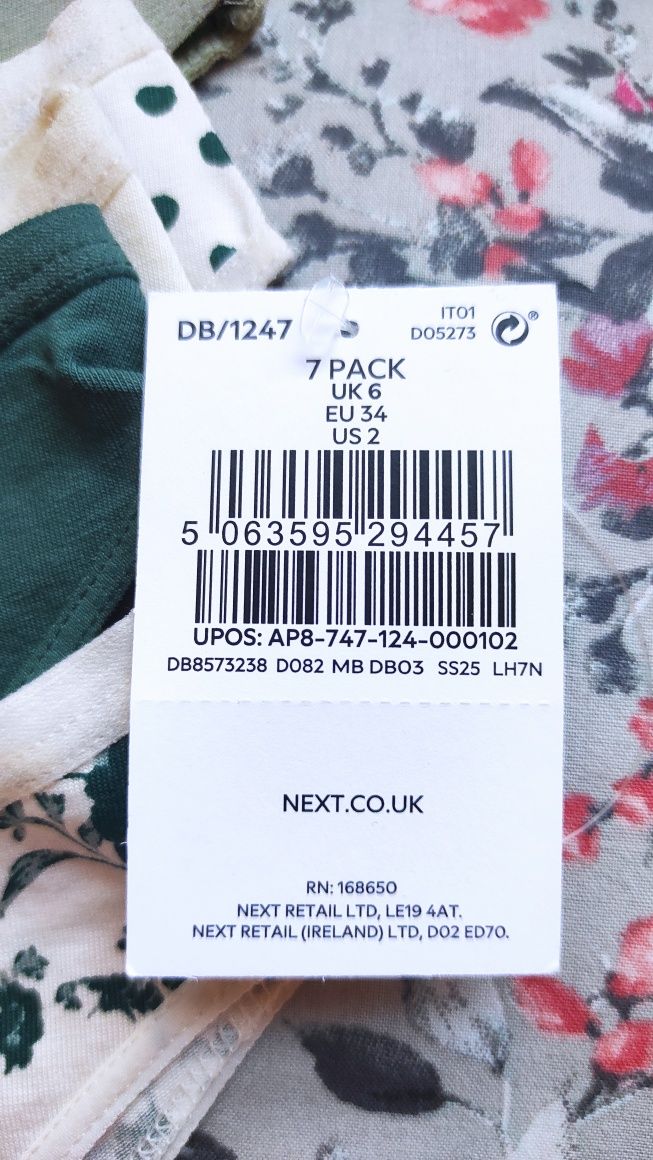 DB/1247
IT01
D05273
®
7 PACK
UK 6
EU 34
US 2
5 063595 294457
UPOS: AP8-747-124-000102
DB8573238 D082 MB DB03 SS25 LH7N
NEXT.CO.UK
RN: 168650
NEXT RETAIL LTD, LE19 4AT.
NEXT RETAIL (IRELAND) LTD, D02 ED70.